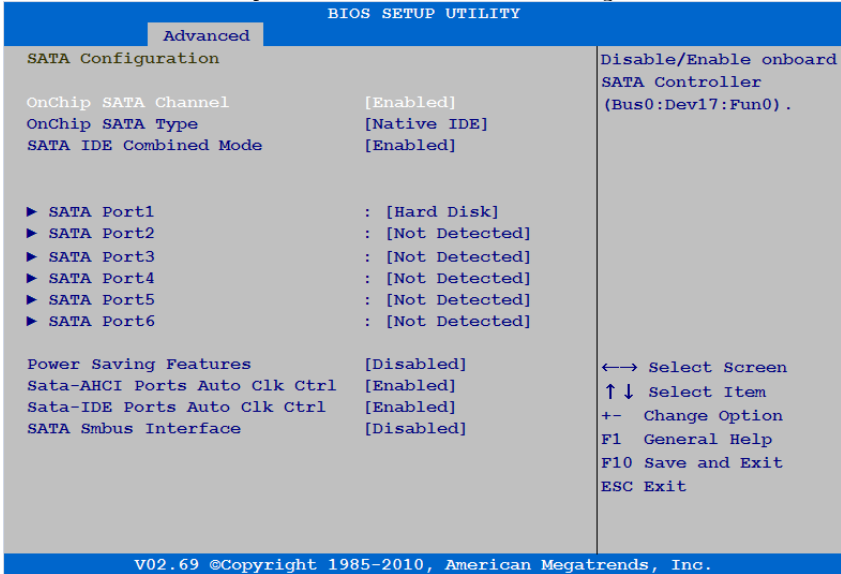 BIOS SETUP UTILITY
Advanced
SATA Configuration
OnChip SATA Channel [Enabled]
OnChip SATA Type [Native IDE]
SATA IDE Combined Mode [Enabled]
► SATA Port1 : [Hard Disk]
► SATA Port2 : [Not Detected]
► SATA Port3 : [Not Detected]
► SATA Port4 : [Not Detected]
► SATA Port5 : [Not Detected]
► SATA Port6 : [Not Detected]
Power Saving Features [Disabled]
Sata-AHCI Ports Auto Clk Ctrl [Enabled]
Sata-IDE Ports Auto Clk Ctrl [Enabled]
SATA Smbus Interface [Disabled]
Disable/Enable onboard
SATA Controller
(Bus0:Dev17:Fun0).
←→ Select Screen
↑↓ Select Item
+- Change Option
F1 General Help
F10 Save and Exit
ESC Exit
V02.69 ©Copyright 1985-2010, American Megatrends, Inc.